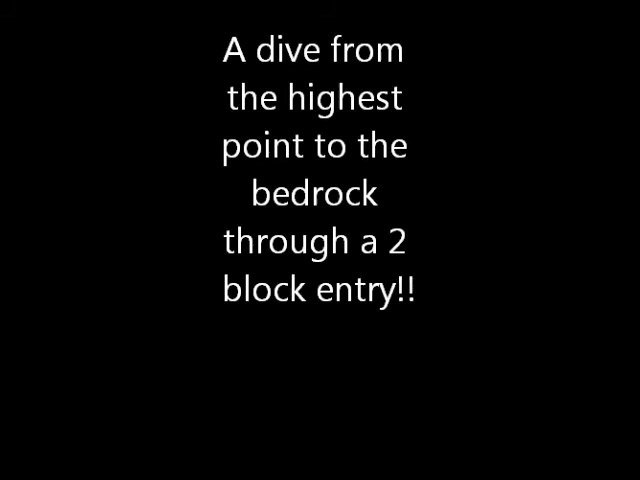 A dive from
the highest
point to the
bedrock
through a 2
block entry!!